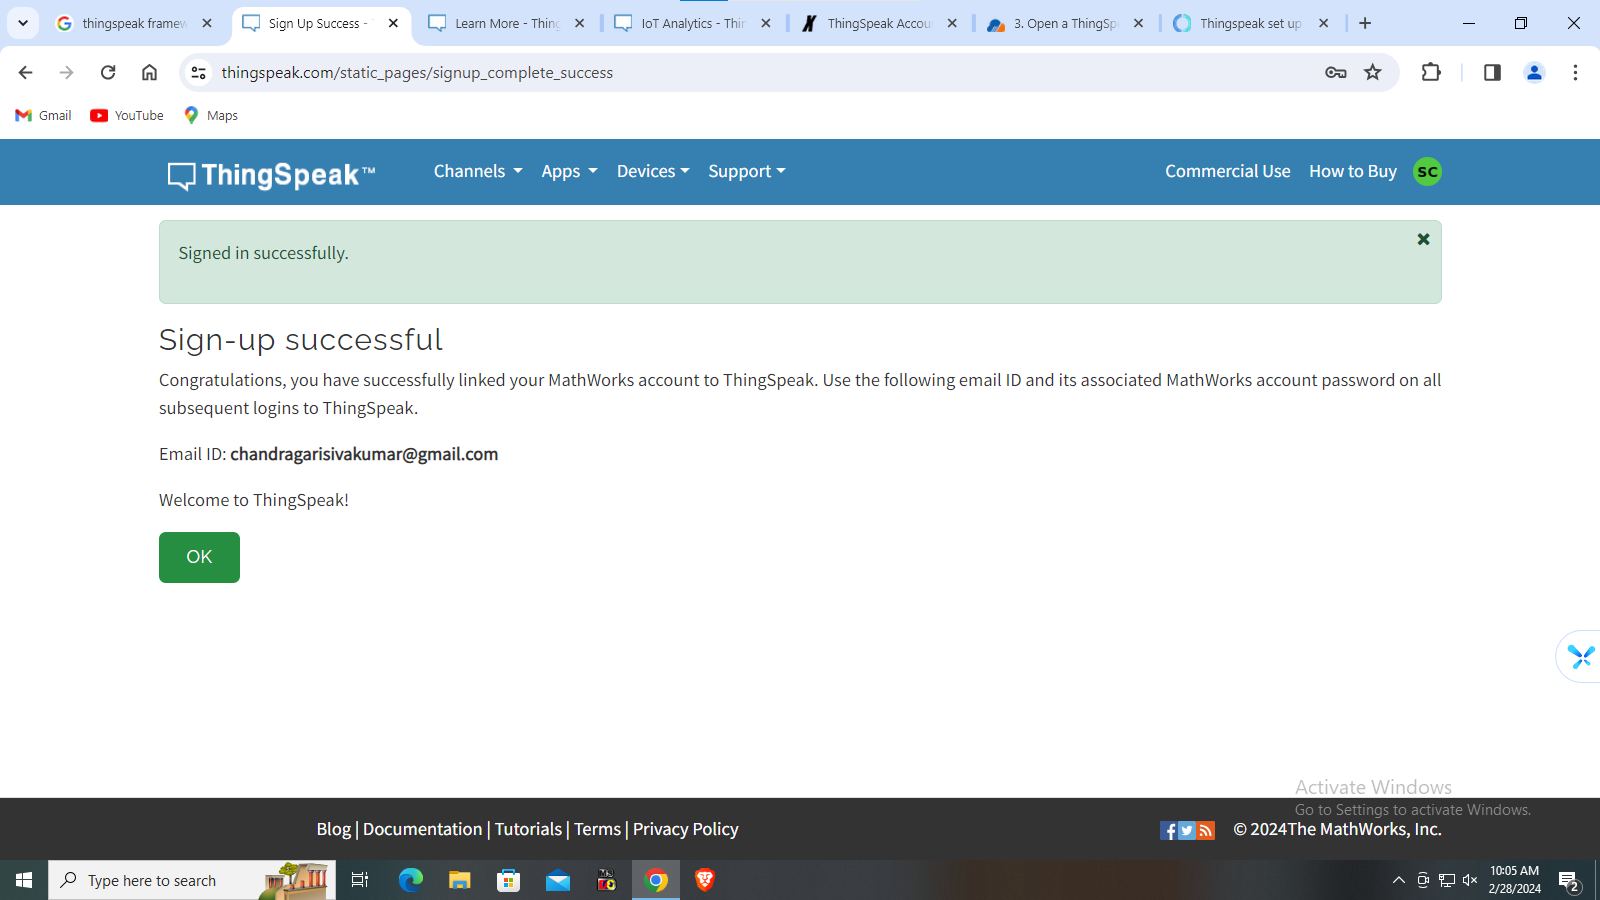 thingspeak framew
Sign Up Success -
Learn More - Thing
IoT Analytics - Thin
ThingSpeak Accou
3. Open a ThingSp
Thingspeak set up
thingspeak.com/static_pages/signup_complete_success
Gmail
YouTube
Maps
ThingSpeak™
Channels
Apps
Devices
Support
Commercial Use
How to Buy
SC
Signed in successfully.
Sign-up successful
Congratulations, you have successfully linked your MathWorks account to ThingSpeak. Use the following email ID and its associated MathWorks account password on all
subsequent logins to ThingSpeak.
Email ID: chandragarisivakumar@gmail.com
Welcome to ThingSpeak!
OK
Activate Windows
Go to Settings to activate Windows.
Blog | Documentation | Tutorials | Terms | Privacy Policy
© 2024The MathWorks, Inc.
Type here to search
10:05 AM
2/28/2024
2